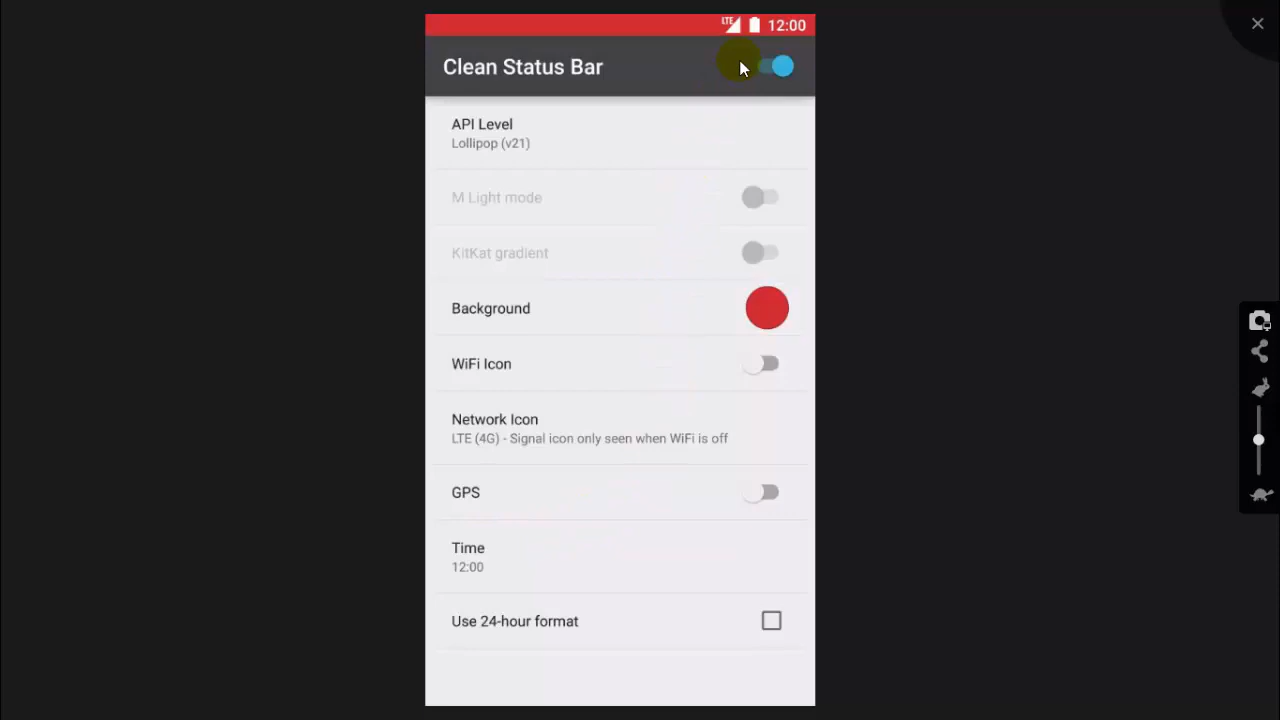 LTE 12:00
Clean Status Bar
API Level
Lollipop (v21)
M Light mode
KitKat gradient
Background
WiFi Icon
Network Icon
LTE (4G) - Signal icon only seen when WiFi is off
GPS
Time
12:00
Use 24-hour format